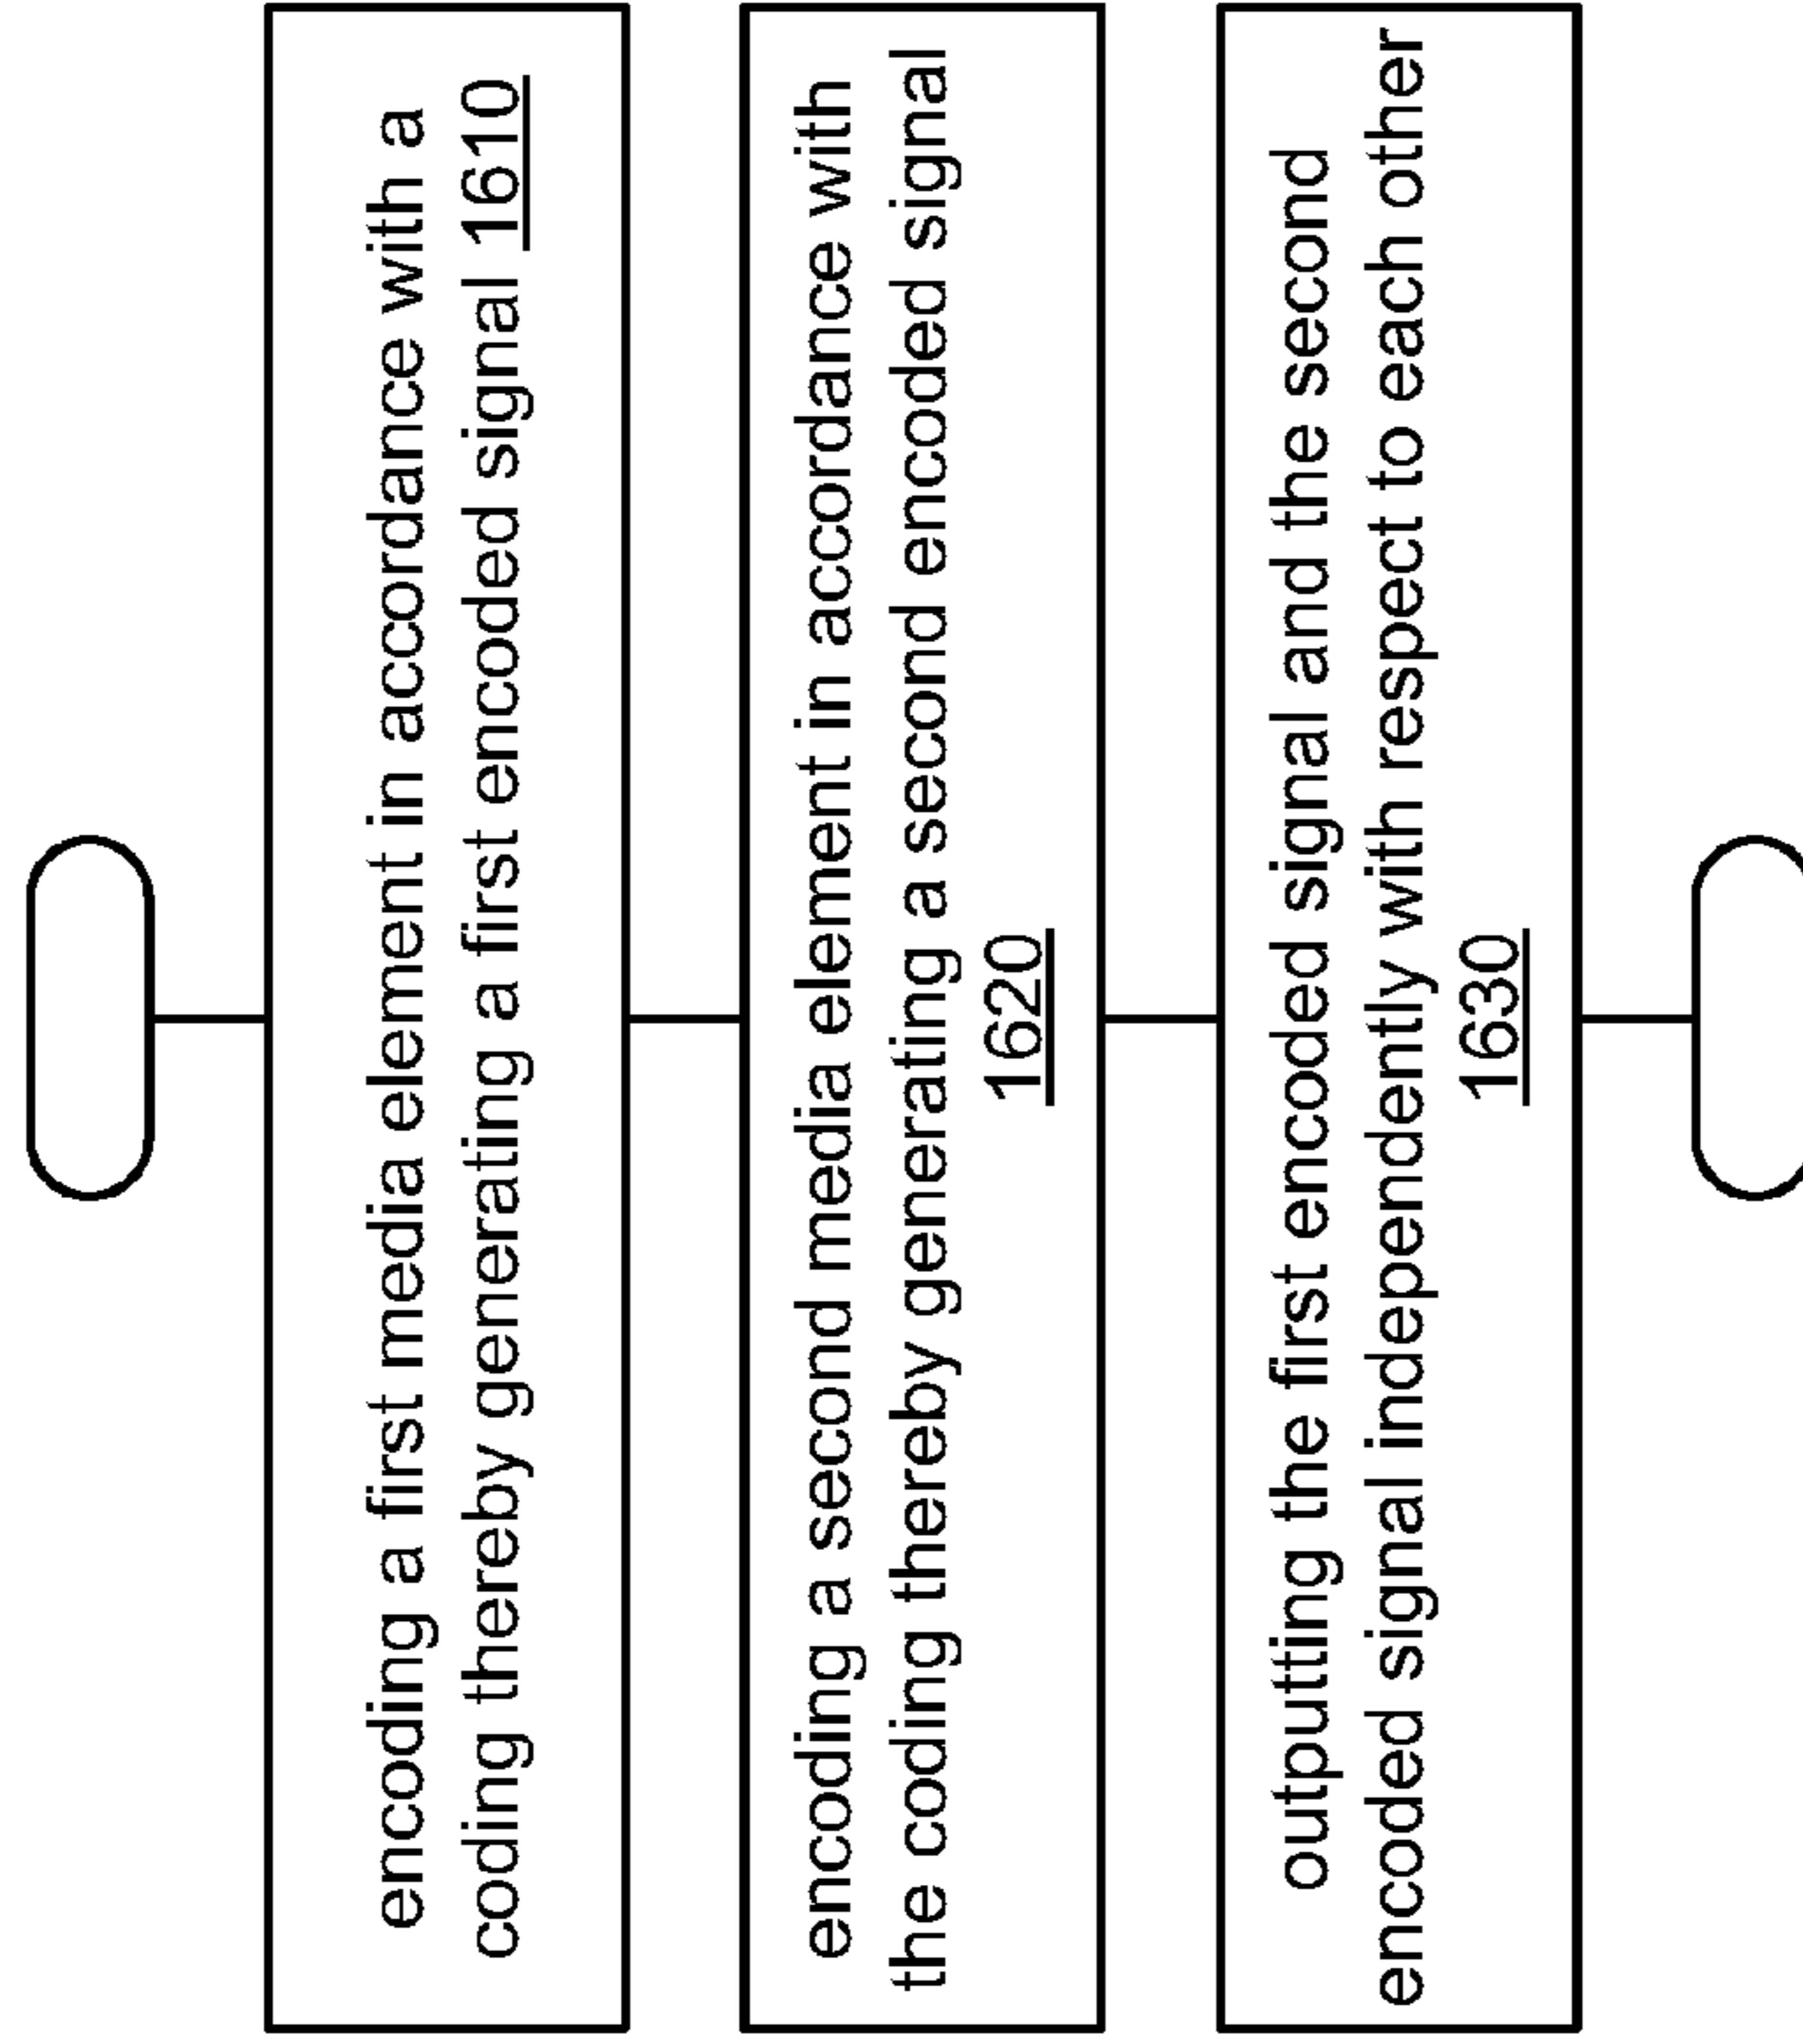 encoding a first media element in accordance with a
coding thereby generating a first encoded signal 1610
encoding a second media element in accordance with
the coding thereby generating a second encoded signal
1620
outputting the first encoded signal and the second
encoded signal independently with respect to each other
1630